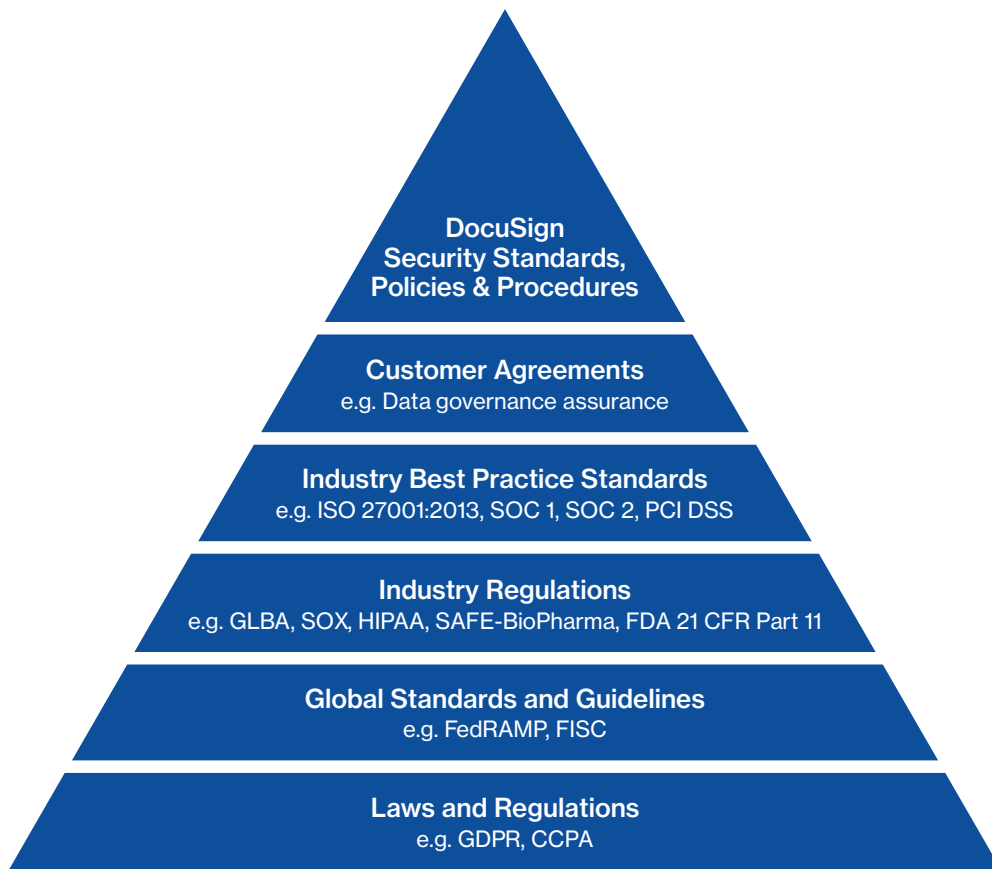 DocuSign
Security Standards,
Policies & Procedures
Customer Agreements
e.g. Data governance assurance
Industry Best Practice Standards
e.g. ISO 27001:2013, SOC 1, SOC 2, PCI DSS
Industry Regulations
e.g. GLBA, SOX, HIPAA, SAFE-BioPharma, FDA 21 CFR Part 11
Global Standards and Guidelines
e.g. FedRAMP, FISC
Laws and Regulations
e.g. GDPR, CCPA